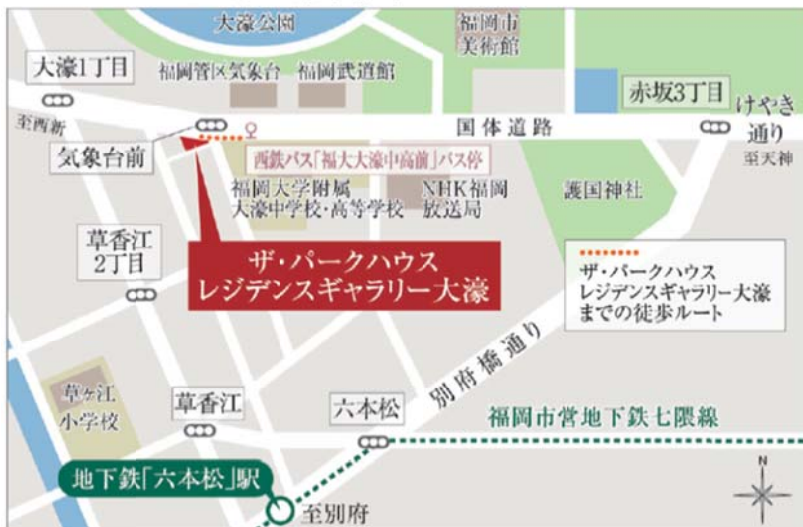 大濠公園
福岡市
美術館
大濠1丁目
福岡管区気象台
福岡武道館
赤坂3丁目
けやき
通り
至天神
至西新
国体道路
気象台前
西鉄バス「福大大濠中高前」バス停
福岡大学附属
大濠中学校・高等学校
NHK福岡
放送局
護国神社
草香江
2丁目
ザ・パークハウス
レジデンスギャラリー大濠
ザ・パークハウス
レジデンスギャラリー大濠
までの徒歩ルート
別府橋通り
草ヶ江
小学校
草香江
六本松
福岡市営地下鉄七隈線
地下鉄「六本松」駅
至別府
N